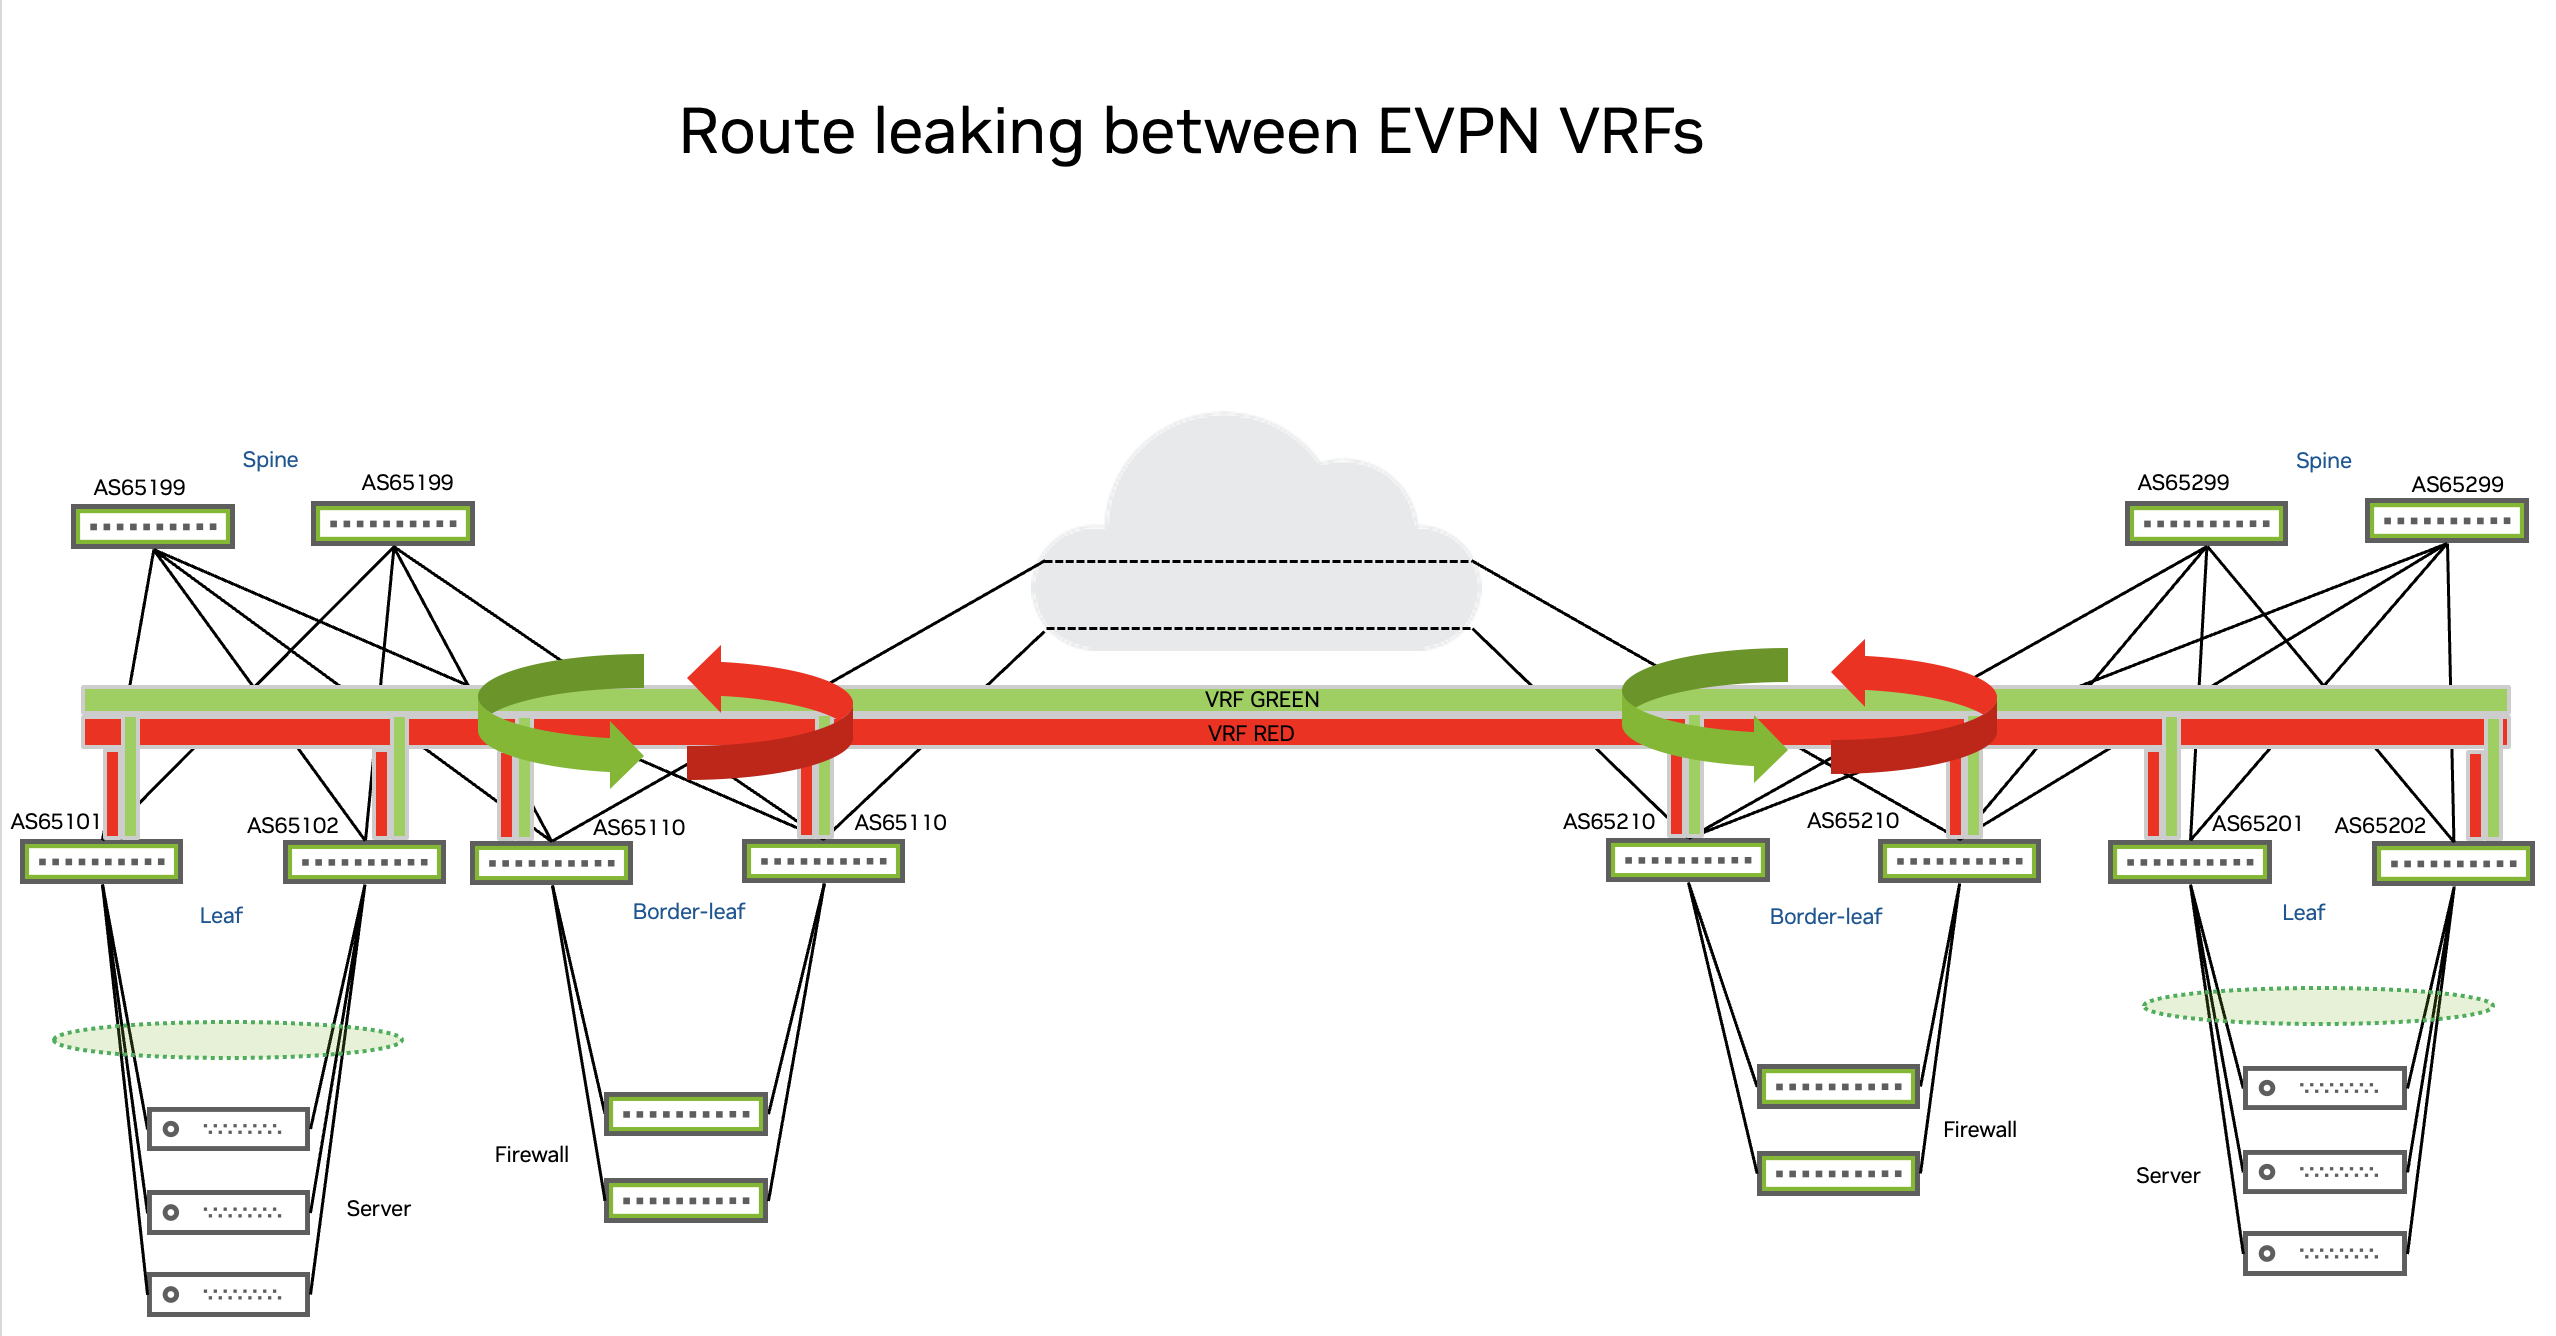 Route leaking between EVPN VRFs
Spine
Spine
AS65199
AS65199
AS65299
AS65299
VRF GREEN
VRF RED
AS65101
AS65102
AS65110
AS65110
AS65210
AS65210
AS65201
AS65202
Leaf
Border-leaf
Border-leaf
Leaf
Firewall
Firewall
Server
Server